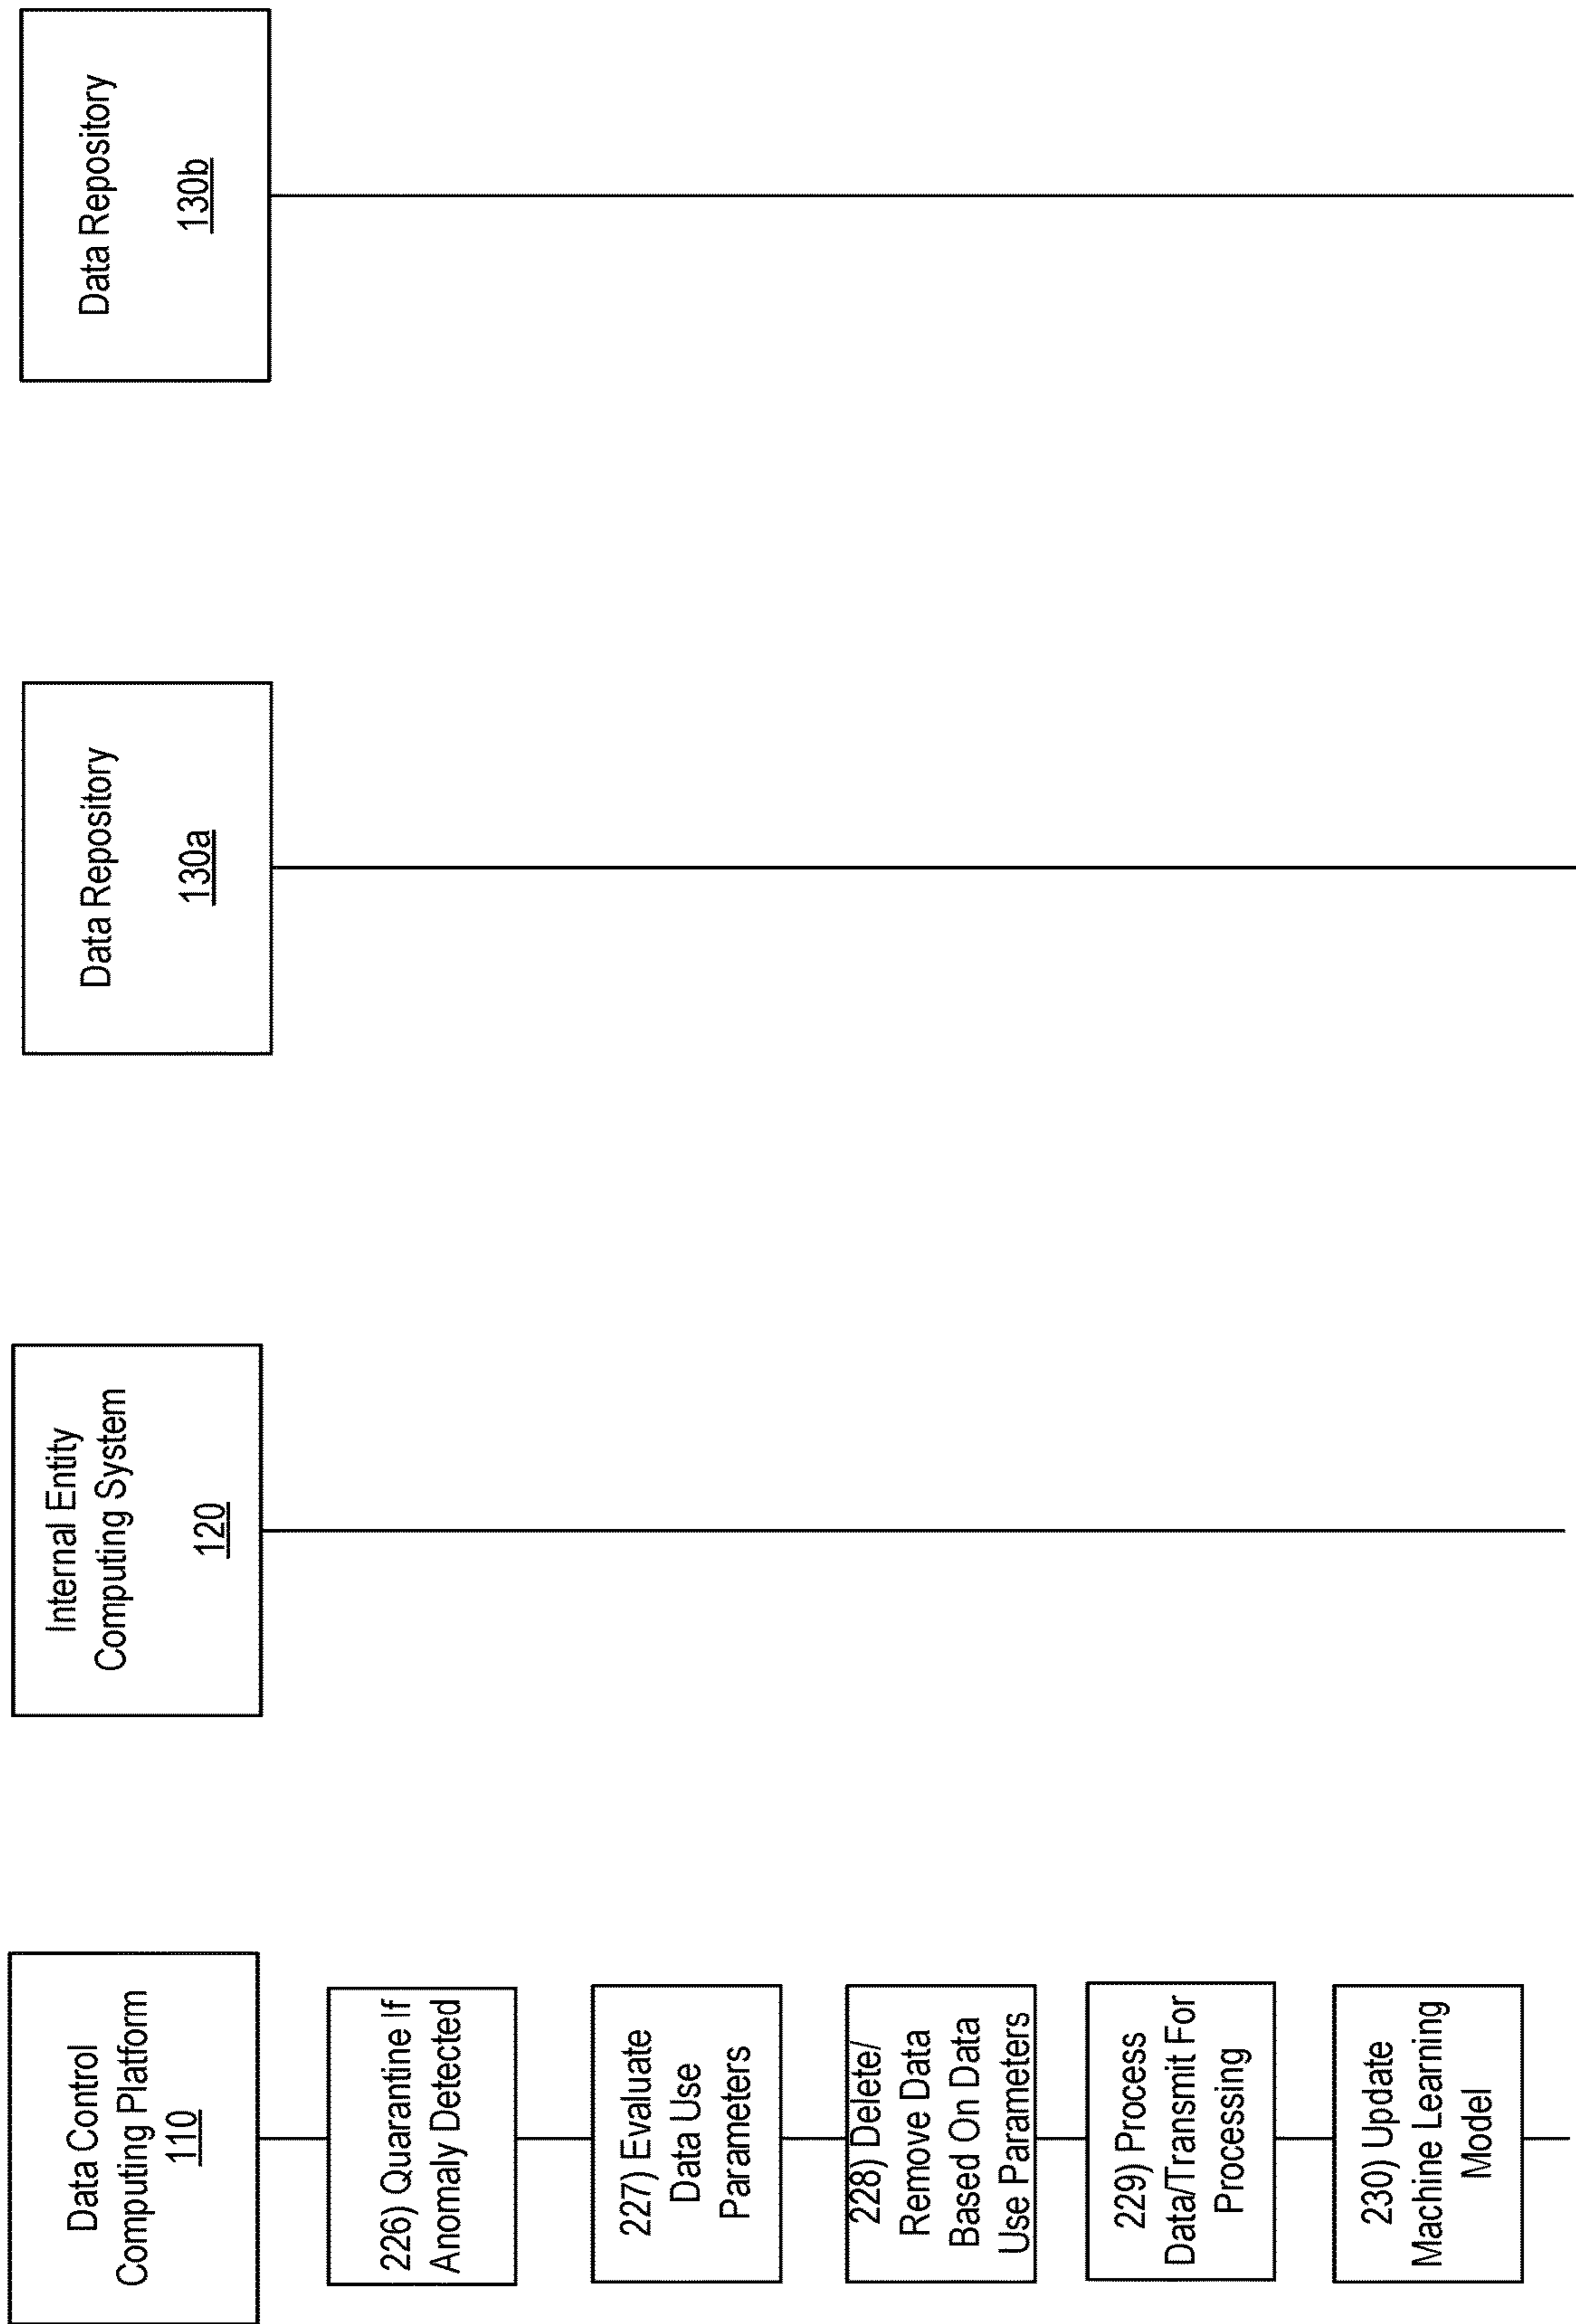 Data Control
Computing Platform
110
Internal Entity
Computing System
120
Data Repository
130a
Data Repository
130b
226) Quarantine If
Anomaly Detected
227) Evaluate
Data Use
Parameters
228) Delete/
Remove Data
Based On Data
Use Parameters
229) Process
Data/Transmit For
Processing
230) Update
Machine Learning
Model